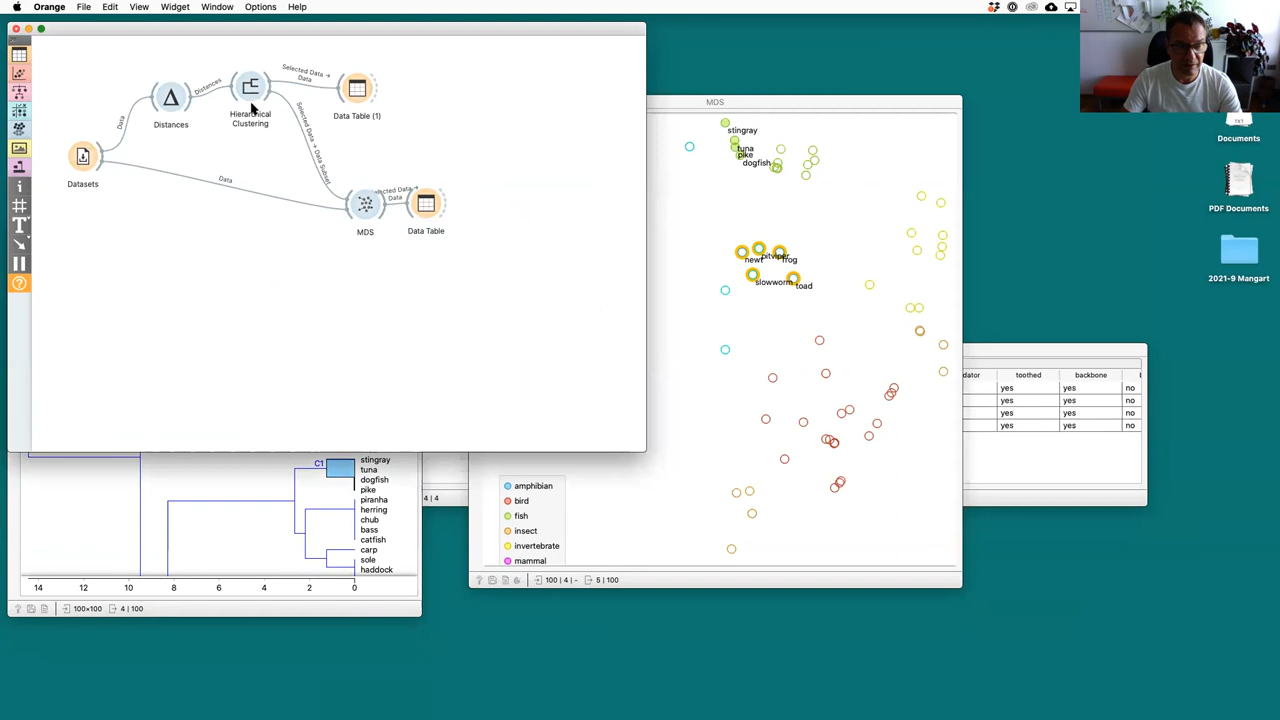 Orange File Edit View Widget Window Options Help
Selected Data →
Data
Distances
Data
Distances
Hierarchical
Clustering
Data Table (1)
Selected Data → Data Subset
Datasets
Data
Data
MDS
Data Table
MDS
stingray
tuna
pike
dogfish
newt
pitviper
frog
slowworm
toad
amphibian
bird
fish
insect
invertebrate
mammal
100 | 4 | -
5 | 100
toothed
backbone
yes yes no
yes yes no
yes yes no
yes yes no
4 | 4
C1
stingray
tuna
dogfish
pike
piranha
herring
chub
bass
catfish
carp
sole
haddock
14 12 10 8 6 4 2 0
100×100
4 | 100
TXT
Documents
PDF
PDF Documents
2021-9 Mangart